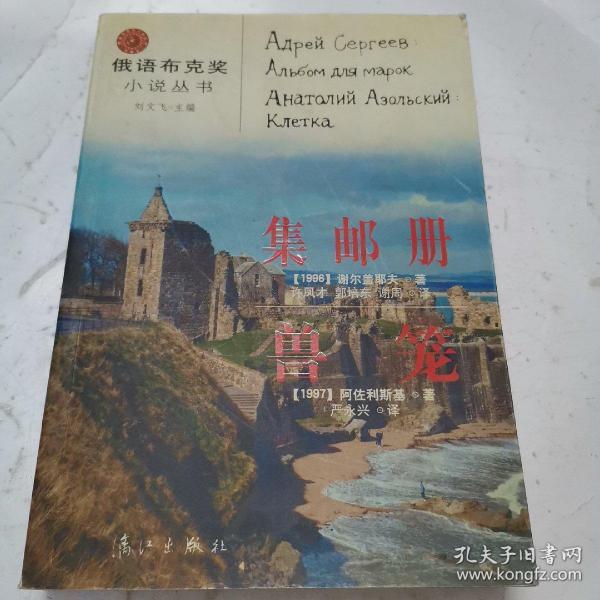 俄语布克奖
小说丛书
刘文飞·主编
Адрей Сергеев:
Альбом для марок
Анатолий Азольский:
Клетка
集邮册
【1996】谢尔盖耶夫⊙著
许凤才 郭培东 谢周⊙译
兽笼
【1997】阿佐利斯基⊙著
严永兴⊙译
漓江出版社
孔夫子旧书网
www.kongfz.com